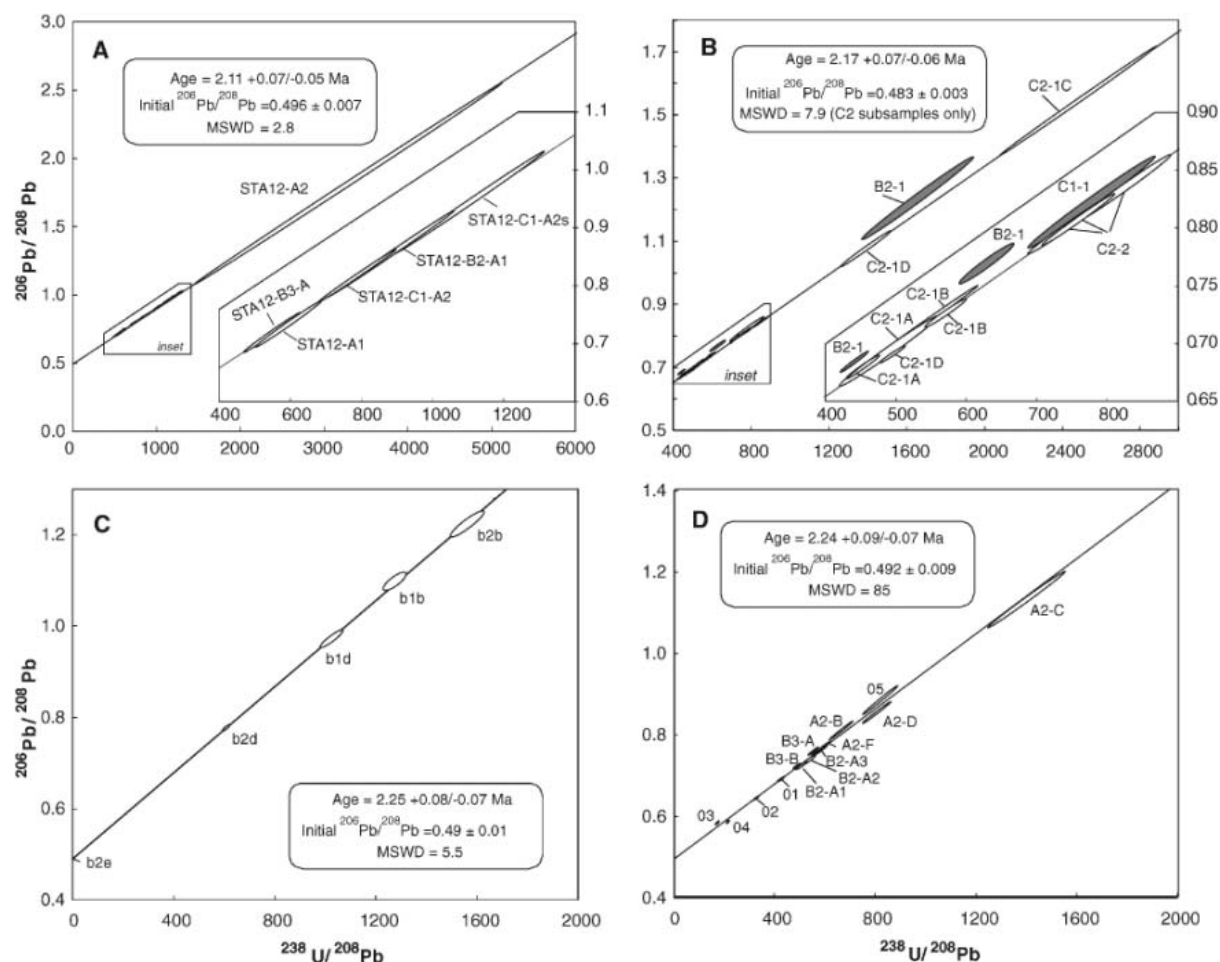 A
Age = 2.11 +0.07/-0.05 Ma
Initial 206Pb/208Pb =0.496 ± 0.007
MSWD = 2.8
3.0
2.5
2.0
1.5
1.0
0.5
0.0
206Pb/ 208Pb
STA12-A2
STA12-C1-A2s
STA12-B2-A1
STA12-C1-A2
STA12-B3-A
STA12-A1
inset
1.1
1.0
0.9
0.8
0.7
0.6
400 600 800 1000 1200
0 1000 2000 3000 4000 5000 6000
B
Age = 2.17 +0.07/-0.06 Ma
Initial 206Pb/208Pb =0.483 ± 0.003
MSWD = 7.9 (C2 subsamples only)
1.7
1.5
1.3
1.1
0.9
0.7
0.5
C2-1C
B2-1
C2-1D
C1-1
B2-1
C2-2
C2-1B
C2-1A
C2-1B
B2-1
C2-1D
C2-1A
inset
0.90
0.85
0.80
0.75
0.70
0.65
400 500 600 700 800
400 1200 1600 2000 2400 2800
C
1.2
1.0
0.8
0.6
0.4
206Pb/ 208Pb
b2b
b1b
b1d
b2d
b2e
Age = 2.25 +0.08/-0.07 Ma
Initial 206Pb/208Pb =0.49 ± 0.01
MSWD = 5.5
0 400 800 1200 1600 2000
238U/ 208Pb
D
Age = 2.24 +0.09/-0.07 Ma
Initial 206Pb/208Pb =0.492 ± 0.009
MSWD = 85
1.4
1.2
1.0
0.8
0.6
0.4
A2-C
05
A2-D
A2-B
B3-A
A2-F
B3-B
B2-A3
B2-A2
B2-A1
01
02
03
04
0 400 800 1200 1600 2000
238U/ 208Pb